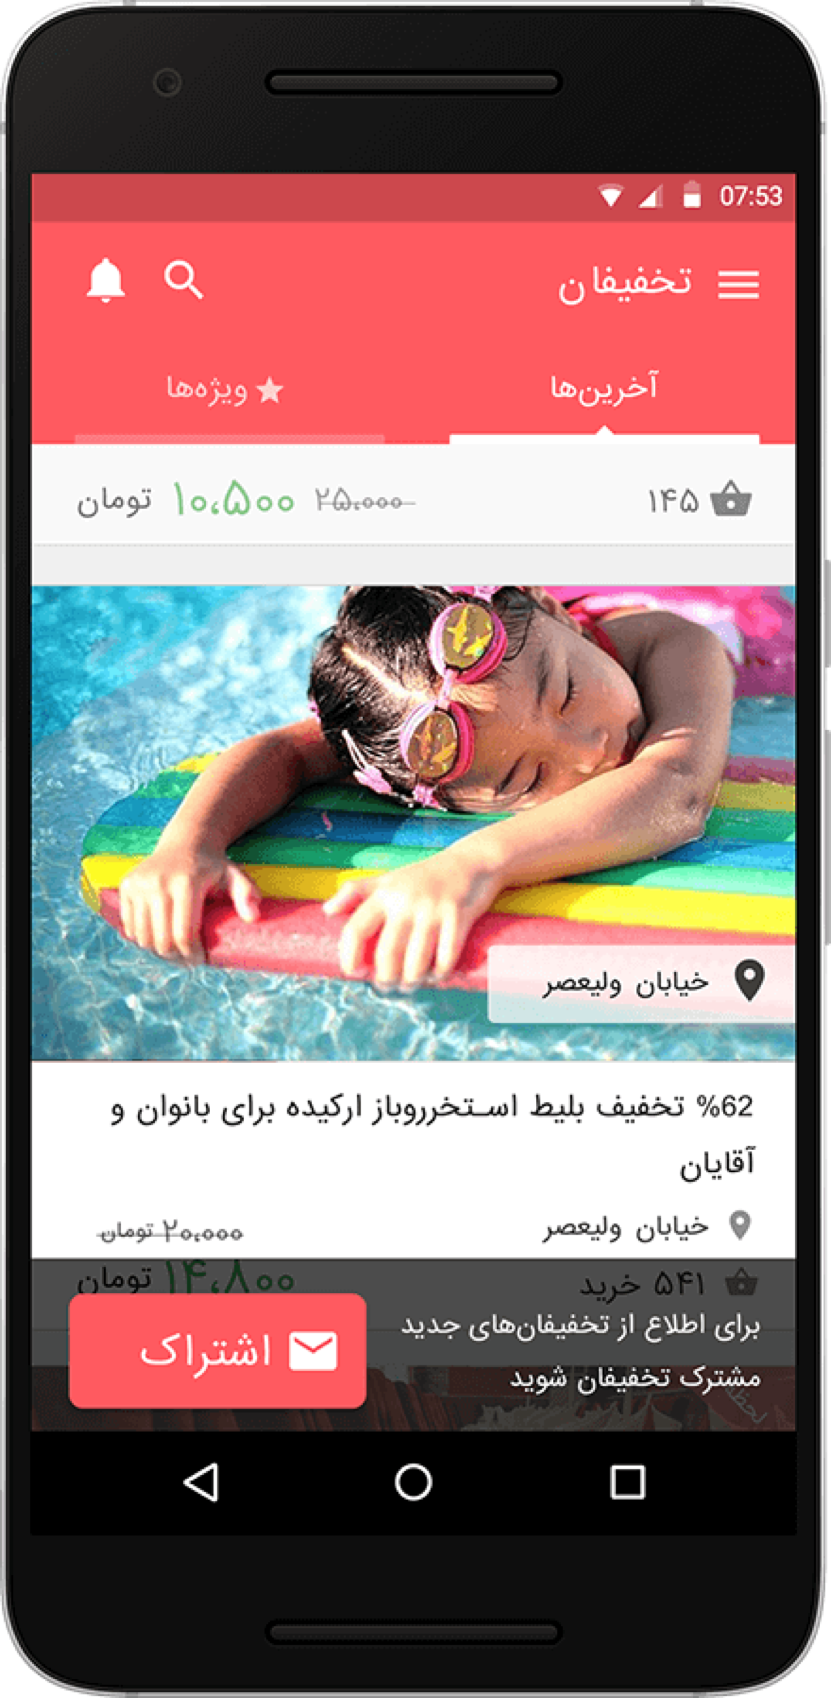 07:53
تخفیفان
آخرین‌ها
ویژه‌ها
۱۴۵
۲۵،۰۰۰ ۱۰،۵۰۰ تومان
خیابان ولیعصر
%62 تخفیف بلیط استخرروباز ارکیده برای بانوان و
آقایان
خیابان ولیعصر
۲۰،۰۰۰ تومان
۵۴۱ خرید
۱۴،۸۰۰ تومان
برای اطلاع از تخفیفان‌های جدید
مشترک تخفیفان شوید
اشتراک